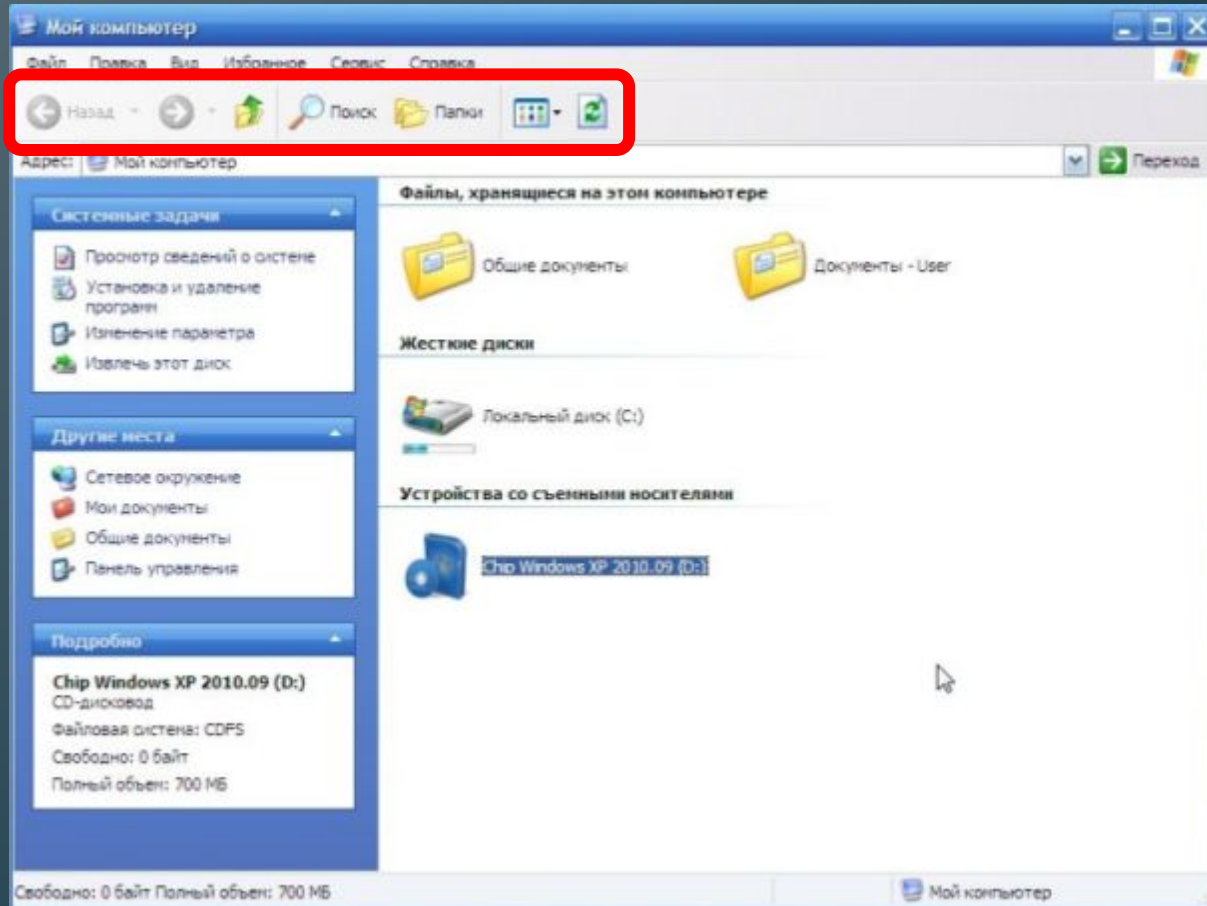 Мой компьютер
Файл Правка Вид Избранное Сервис Справка
Назад Поиск Папки
Адрес: Мой компьютер Переход
Системные задачи
Просмотр сведений о системе
Установка и удаление
программ
Изменение параметра
Извлечь этот диск
Другие места
Сетевое окружение
Мои документы
Общие документы
Панель управления
Подробно
Chip Windows XP 2010.09 (D:)
CD-дисковод
Файловая система: CDFS
Свободно: 0 байт
Полный объем: 700 МБ
Файлы, хранящиеся на этом компьютере
Общие документы
Документы - User
Жесткие диски
Локальный диск (C:)
Устройства со съемными носителями
Chip Windows XP 2010.09 (D:)
Свободно: 0 байт Полный объем: 700 МБ Мой компьютер